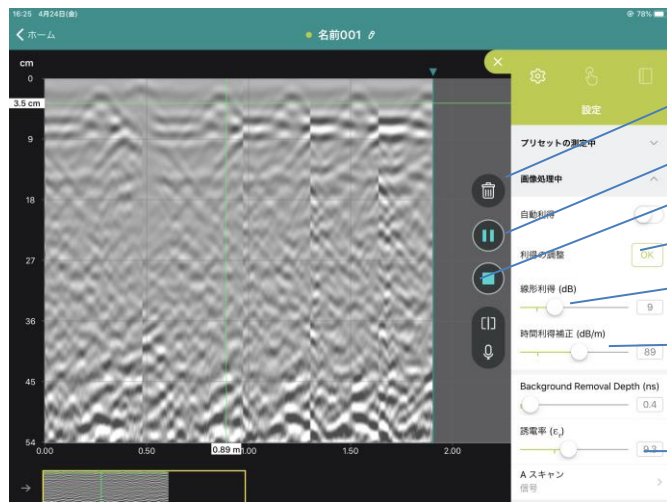 16:25 4月24日(金)
78%
ホーム
名前001
cm
0
3.5 cm
9
18
27
36
45
54
0.00
0.50
0.89 m
1.00
1.50
2.00
設定
プリセットの測定中
画像処理中
自動利得
利得の調整
OK
線形利得 (dB)
9
時間利得補正 (dB/m)
89
Background Removal Depth (ns)
0.4
誘電率 (εr)
9.3
A スキャン
信号